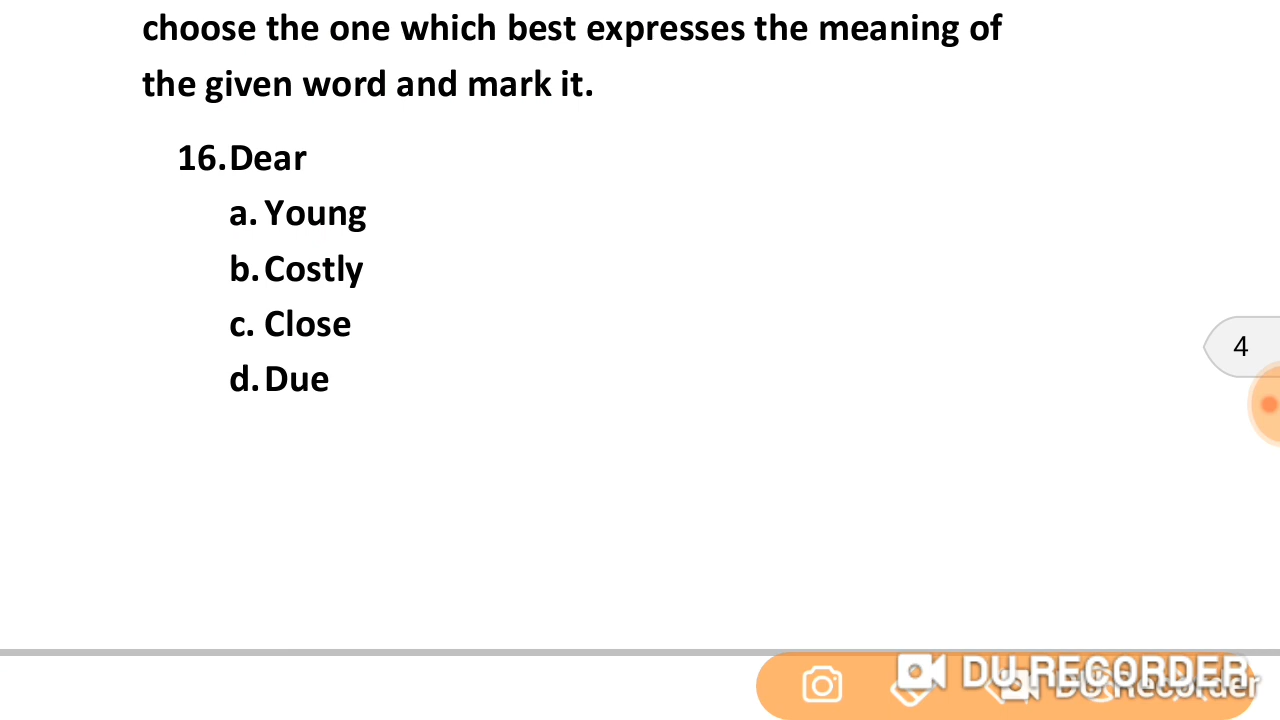 choose the one which best expresses the meaning of
the given word and mark it.
16. Dear
a. Young
b. Costly
c. Close
d. Due
4
DU RECORDER
DU Recorder